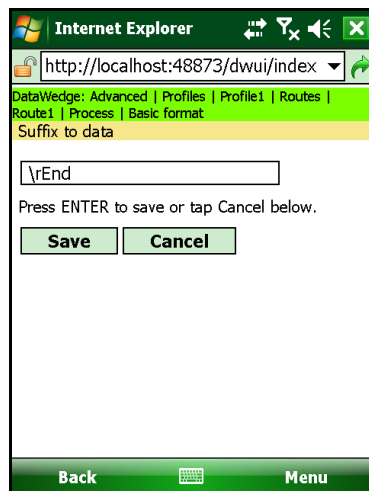 Internet Explorer
http://localhost:48873/dwui/index
DataWedge: Advanced | Profiles | Profile1 | Routes |
Route1 | Process | Basic format
Suffix to data
\rEnd
Press ENTER to save or tap Cancel below.
Save Cancel
Back Menu